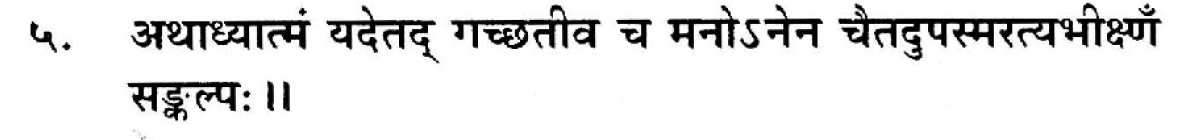 ५. अथाध्यात्मं यदेतद् गच्छतीव च मनोऽनेन चैतदुपस्मरत्यभीक्ष्णँ
सङ्कल्पः ॥